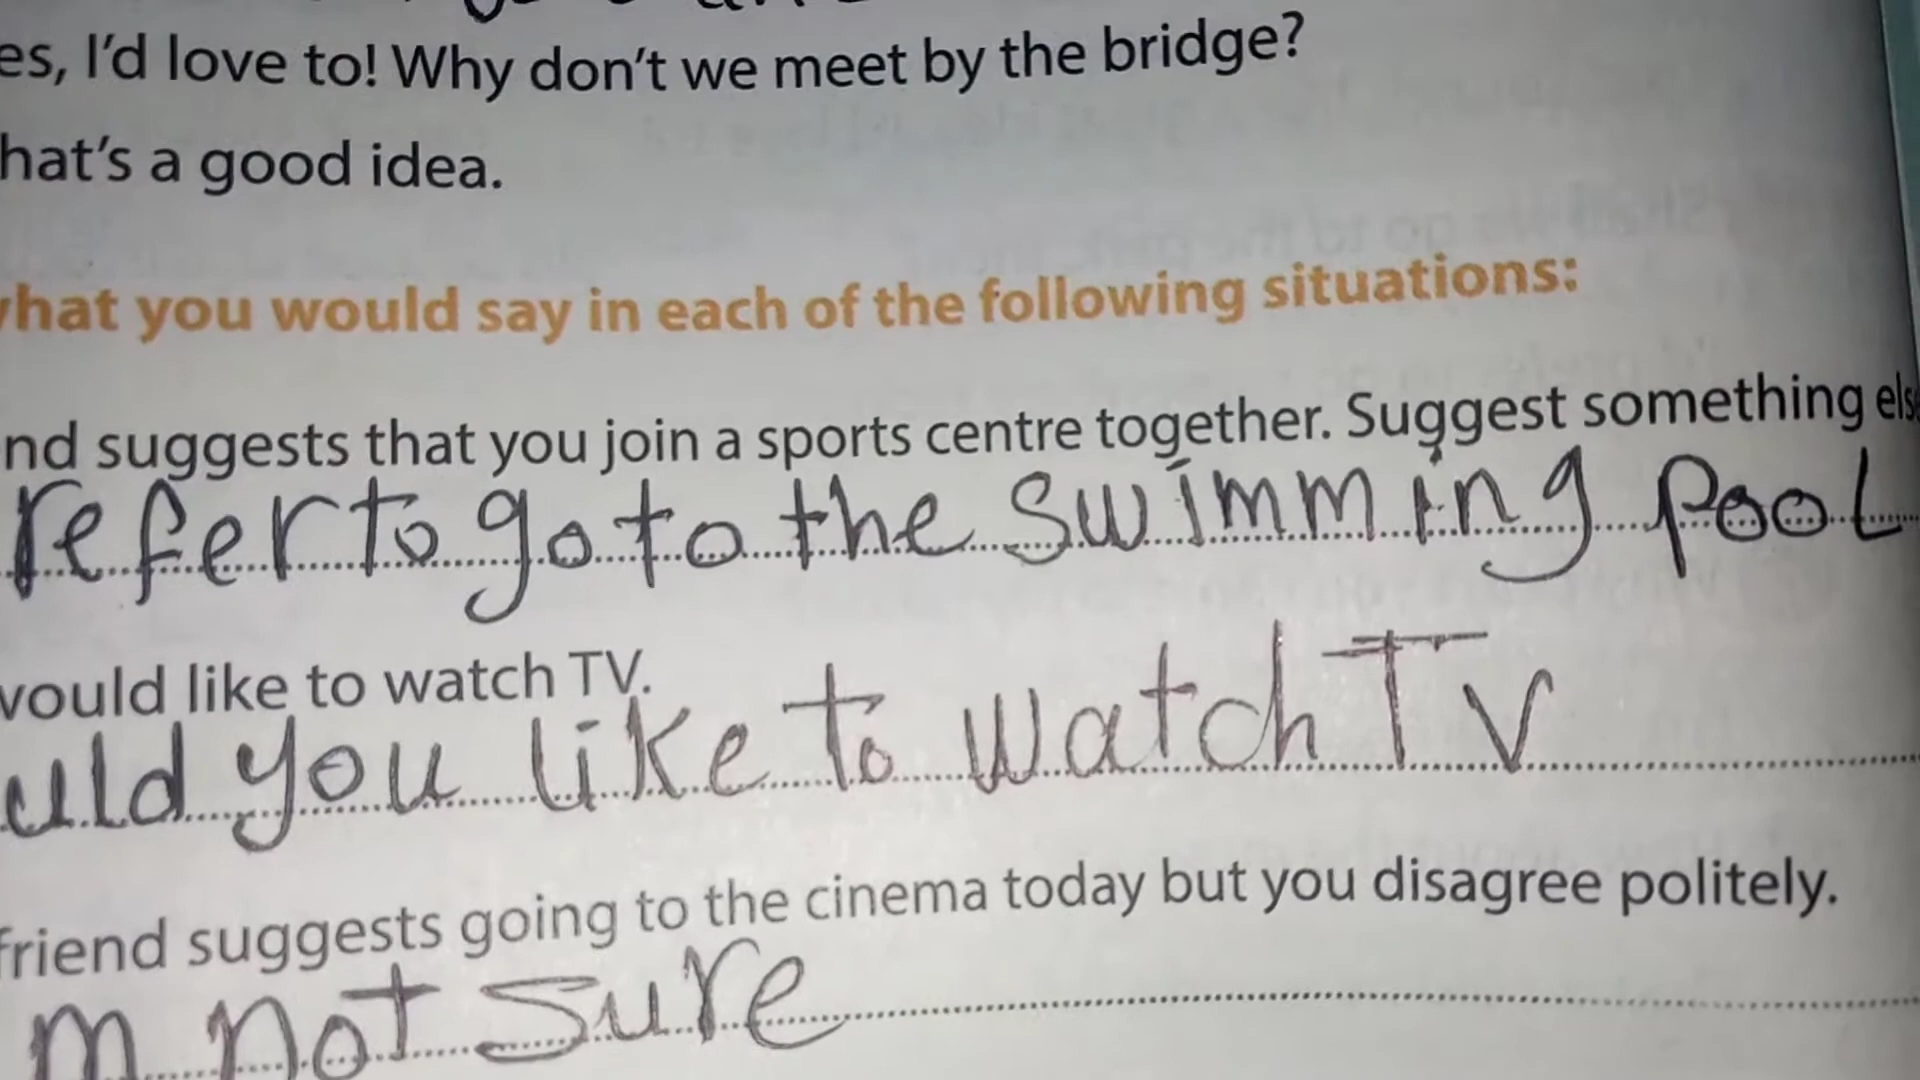 es, I'd love to! Why don't we meet by the bridge?
hat's a good idea.
what you would say in each of the following situations:
nd suggests that you join a sports centre together. Suggest something els
refer to go to the swimming pool
would like to watch TV.
uld you like to watch TV
friend suggests going to the cinema today but you disagree politely.
m not sure